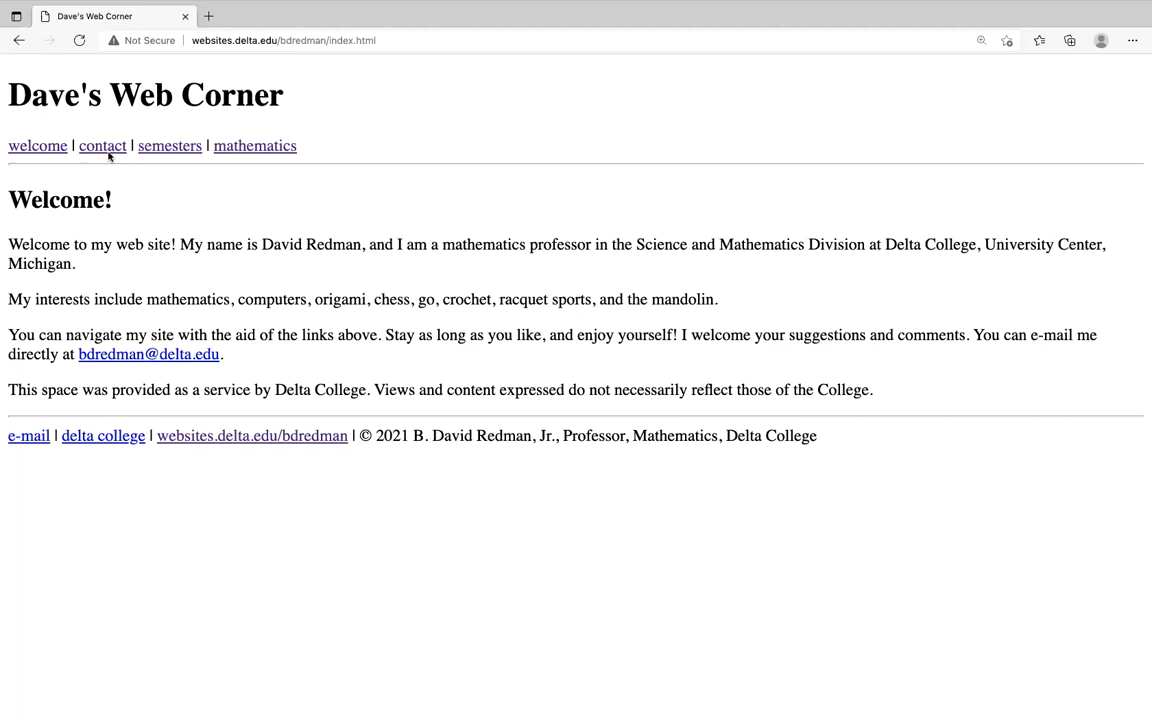 Dave's Web Corner
Not Secure | websites.delta.edu/bdredman/index.html
Dave's Web Corner
welcome | contact | semesters | mathematics
Welcome!
Welcome to my web site! My name is David Redman, and I am a mathematics professor in the Science and Mathematics Division at Delta College, University Center,
Michigan.
My interests include mathematics, computers, origami, chess, go, crochet, racquet sports, and the mandolin.
You can navigate my site with the aid of the links above. Stay as long as you like, and enjoy yourself! I welcome your suggestions and comments. You can e-mail me
directly at bdredman@delta.edu.
This space was provided as a service by Delta College. Views and content expressed do not necessarily reflect those of the College.
e-mail | delta college | websites.delta.edu/bdredman | © 2021 B. David Redman, Jr., Professor, Mathematics, Delta College